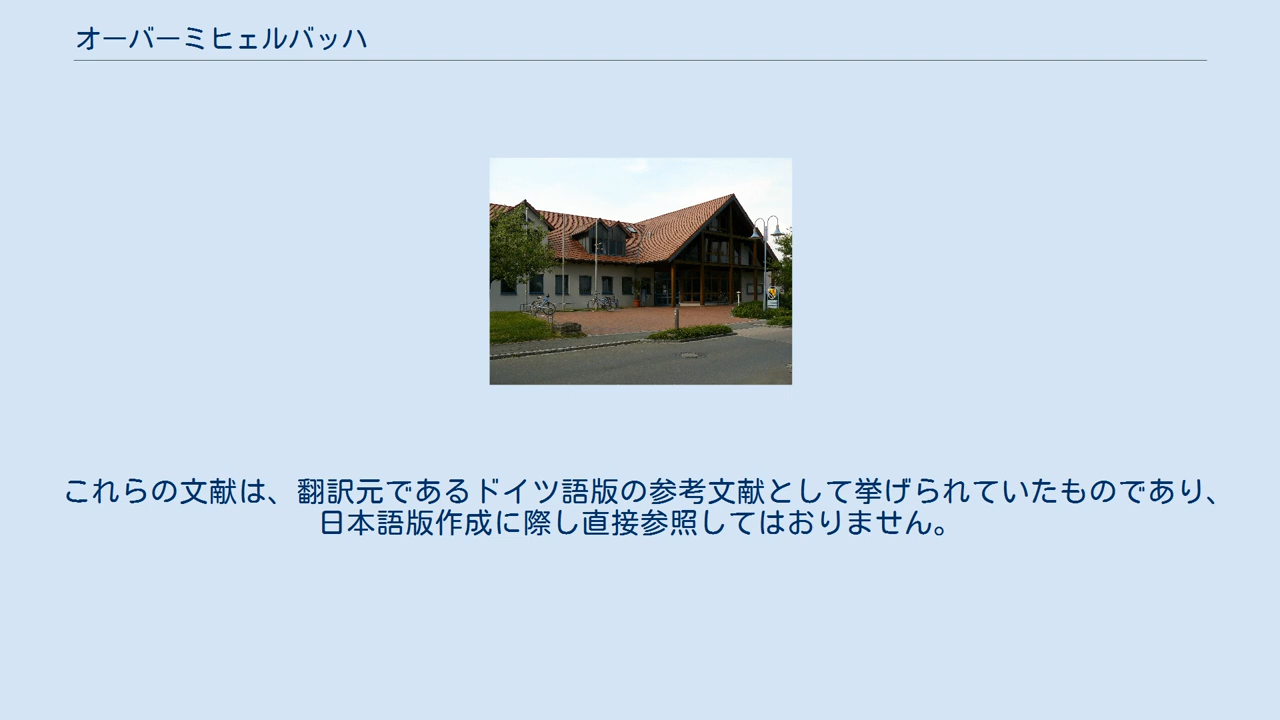 オーバーミヒェルバッハ
これらの文献は、翻訳元であるドイツ語版の参考文献として挙げられていたものであり、
日本語版作成に際し直接参照してはおりません。